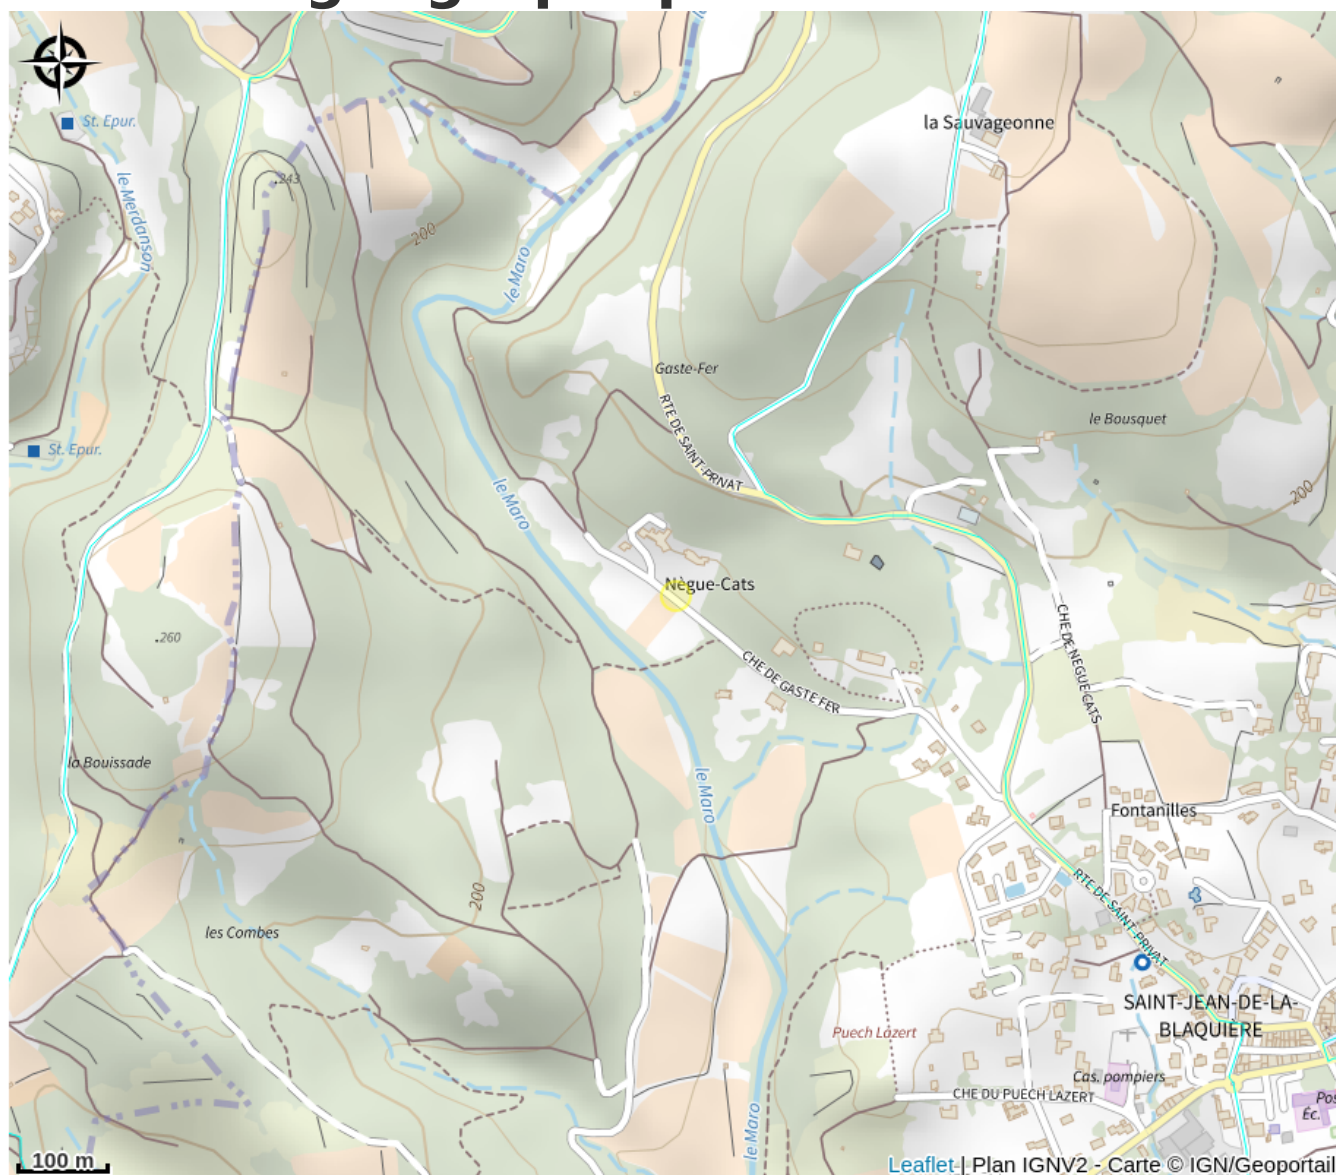 la Sauvageonne
St. Epur.
le Merdanson
.243
200
le Maro
Gaste-Fer
RTE DE SAINT-PRIVAT
le Bousquet
St. Epur.
200
le Maro
Nègue-Cats
CHE DE NEGUE CATS
.260
CHE DE GASTE FER
la Bouissade
le Maro
Fontanilles
RTE DE SAINT-PRIVAT
200
les Combes
SAINT-JEAN-DE-LA-
BLAQUIÈRE
Puech Lazert
Cas. pompiers
CHE DU PUECH LAZERT
Pos
Éc.
le Maro
100 m
Leaflet | Plan IGNV2 - Carte © IGN/Geoportail